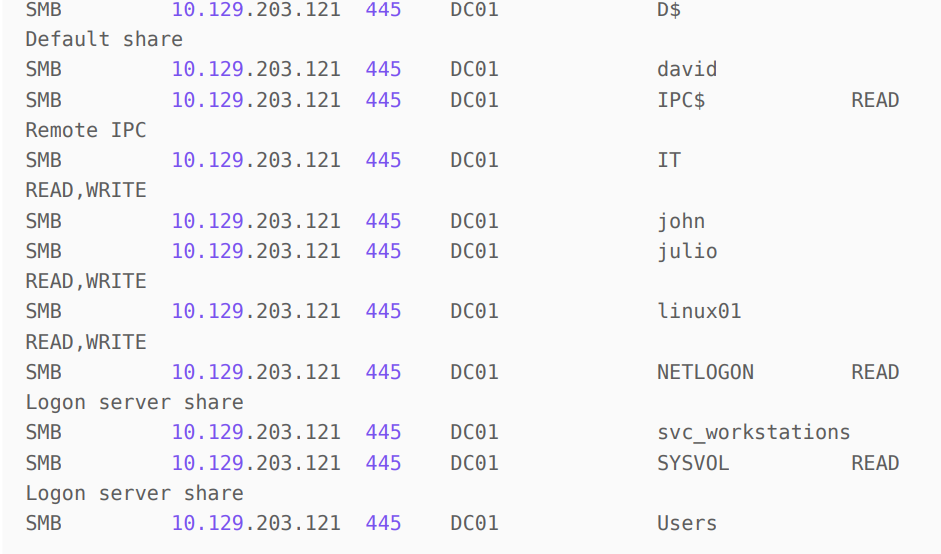 SMB 10.129.203.121 445 DC01 D$
Default share
SMB 10.129.203.121 445 DC01 david
SMB 10.129.203.121 445 DC01 IPC$ READ
Remote IPC
SMB 10.129.203.121 445 DC01 IT
READ,WRITE
SMB 10.129.203.121 445 DC01 john
SMB 10.129.203.121 445 DC01 julio
READ,WRITE
SMB 10.129.203.121 445 DC01 linux01
READ,WRITE
SMB 10.129.203.121 445 DC01 NETLOGON READ
Logon server share
SMB 10.129.203.121 445 DC01 svc_workstations
SMB 10.129.203.121 445 DC01 SYSVOL READ
Logon server share
SMB 10.129.203.121 445 DC01 Users